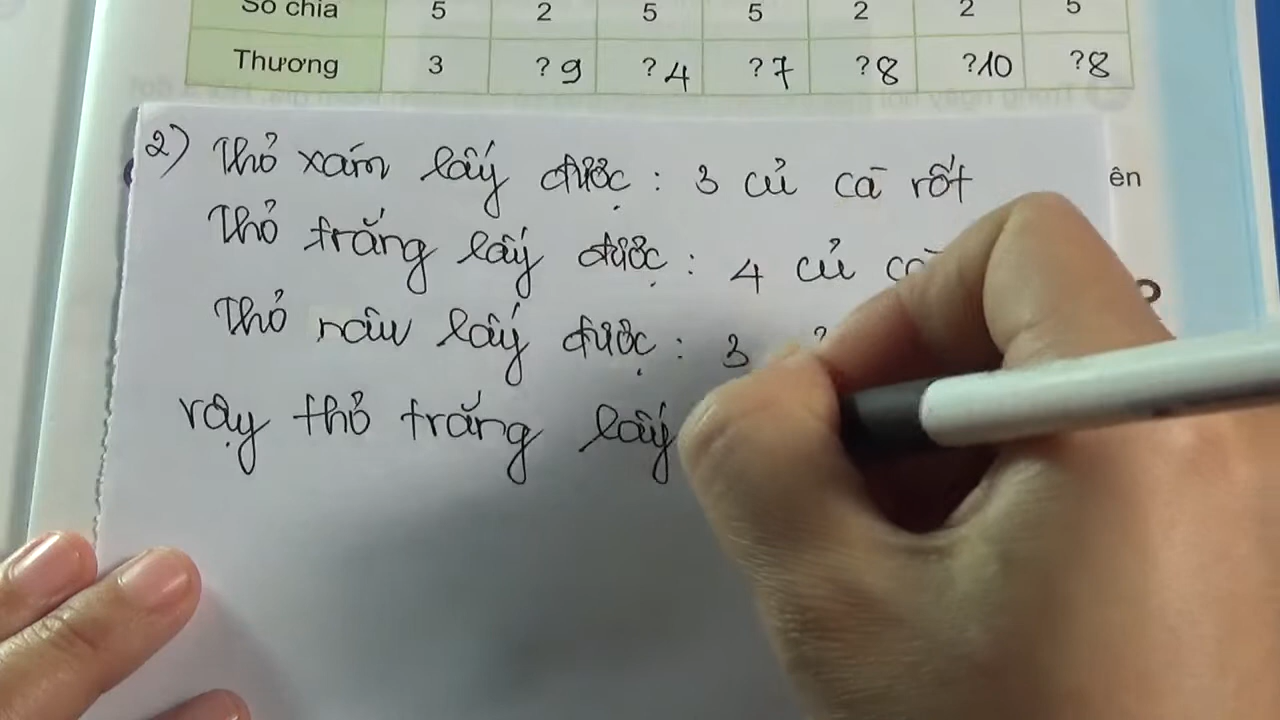 Số chia 5 2 5 5 2 2 5
Thương 3 ? 9 ? 4 ? 7 ? 8 ? 10 ? 8
2) Thỏ xám lấy được : 3 củ cà rốt
ên
Thỏ trắng lấy được : 4 củ cà
Thỏ nâu lấy được : 3
Vậy thỏ trắng lấy